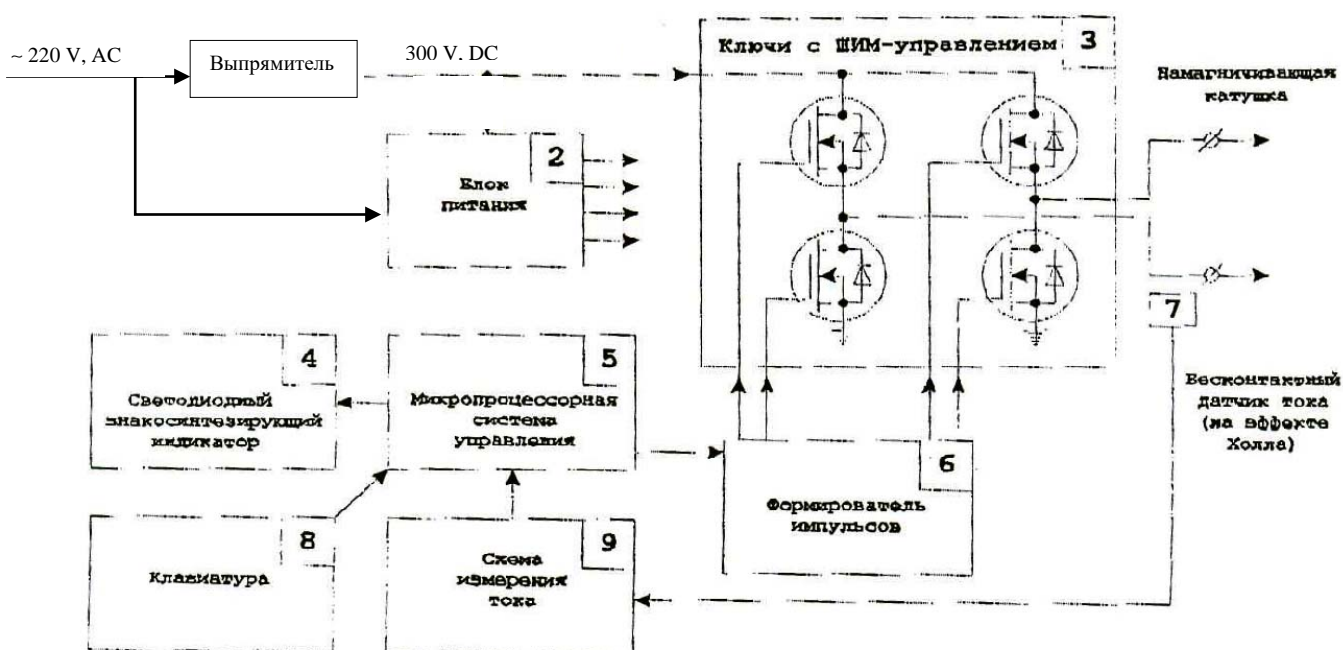 ~ 220 V, AC
Выпрямитель
300 V. DC
Ключи с ШИМ-управлением
3
Намагничивающая
катушка
2
Блок
питания
7
4
Светодиодный
знакосинтезирующий
индикатор
5
Микропроцессорная
система
управления
Бесконтактный
датчик тока
(на эффекте
Холла)
6
Формирователь
импульсов
8
Клавиатура
9
Схема
измерения
тока